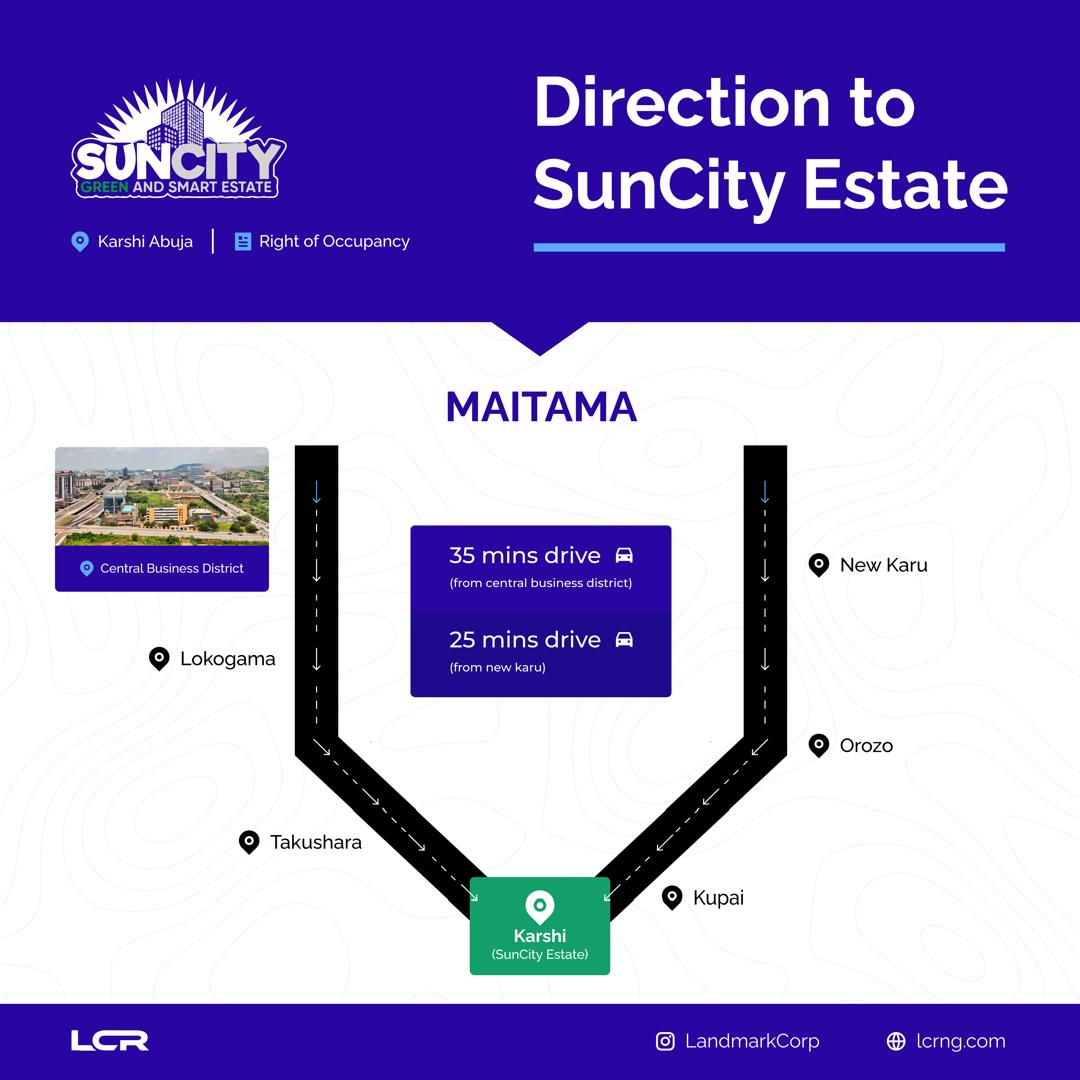 SUNCITY
GREEN AND SMART ESTATE
Karshi Abuja
Right of Occupancy
Direction to
SunCity Estate
MAITAMA
Central Business District
35 mins drive
(from central business district)
25 mins drive
(from new karu)
New Karu
Lokogama
Orozo
Takushara
Kupai
Karshi
(SunCity Estate)
LCR
LandmarkCorp
lcrng.com